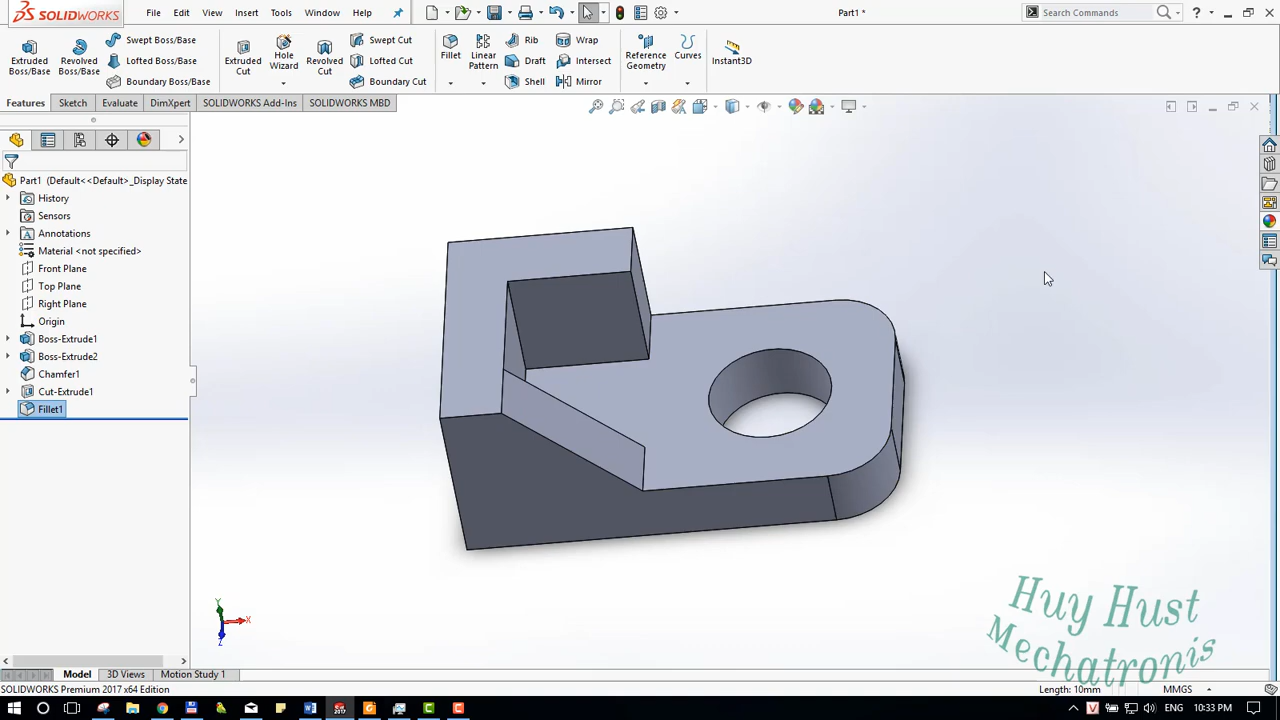 SOLIDWORKS File Edit View Insert Tools Window Help Part1 * Search Commands
Extruded Boss/Base Revolved Boss/Base Swept Boss/Base Lofted Boss/Base Boundary Boss/Base Extruded Cut Hole Wizard Revolved Cut Swept Cut Lofted Cut Boundary Cut Fillet Linear Pattern Rib Draft Shell Wrap Intersect Mirror Reference Geometry Curves Instant3D
Features Sketch Evaluate DimXpert SOLIDWORKS Add-Ins SOLIDWORKS MBD
Part1 (Default<<Default>_Display State
History
Sensors
Annotations
Material <not specified>
Front Plane
Top Plane
Right Plane
Origin
Boss-Extrude1
Boss-Extrude2
Chamfer1
Cut-Extrude1
Fillet1
Y
X
Z
Huy Hust
Mechatronis
Model 3D Views Motion Study 1
SOLIDWORKS Premium 2017 x64 Edition Length: 10mm MMGS
2017 V ENG 10:33 PM